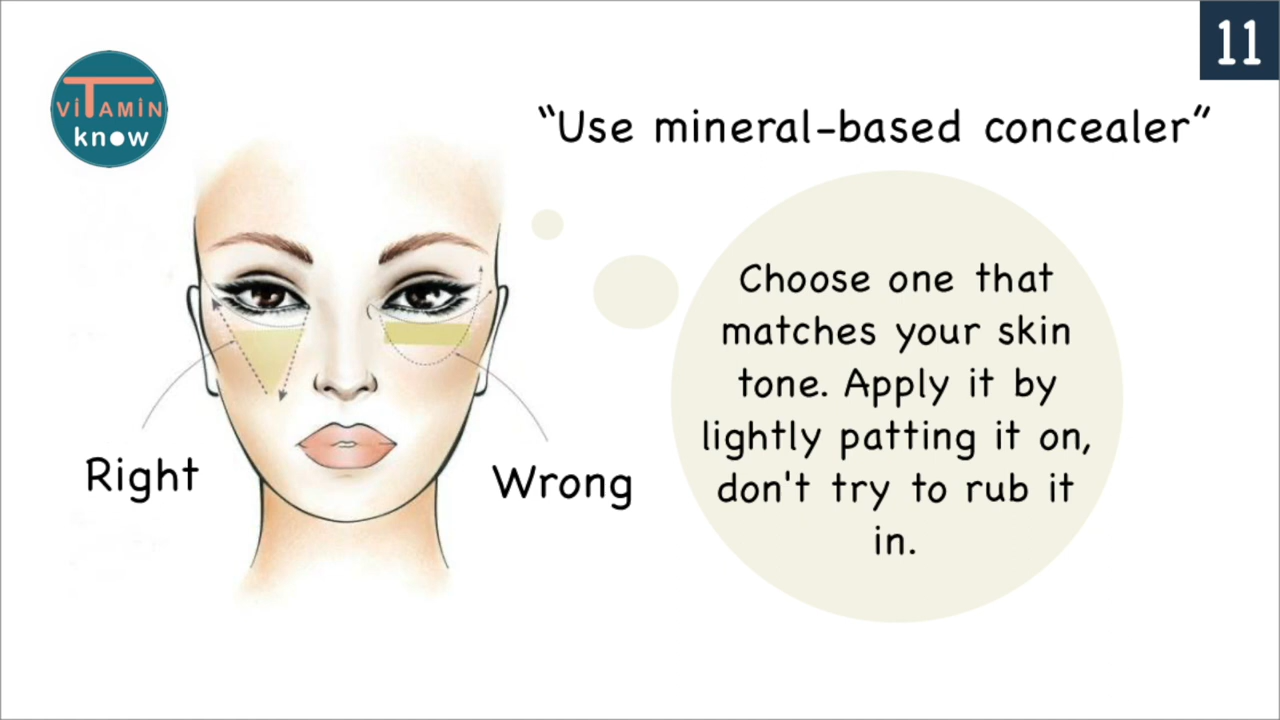 11
ViTAMiN
know
“Use mineral-based concealer”
Choose one that
matches your skin
tone. Apply it by
lightly patting it on,
don't try to rub it
in.
Right
Wrong